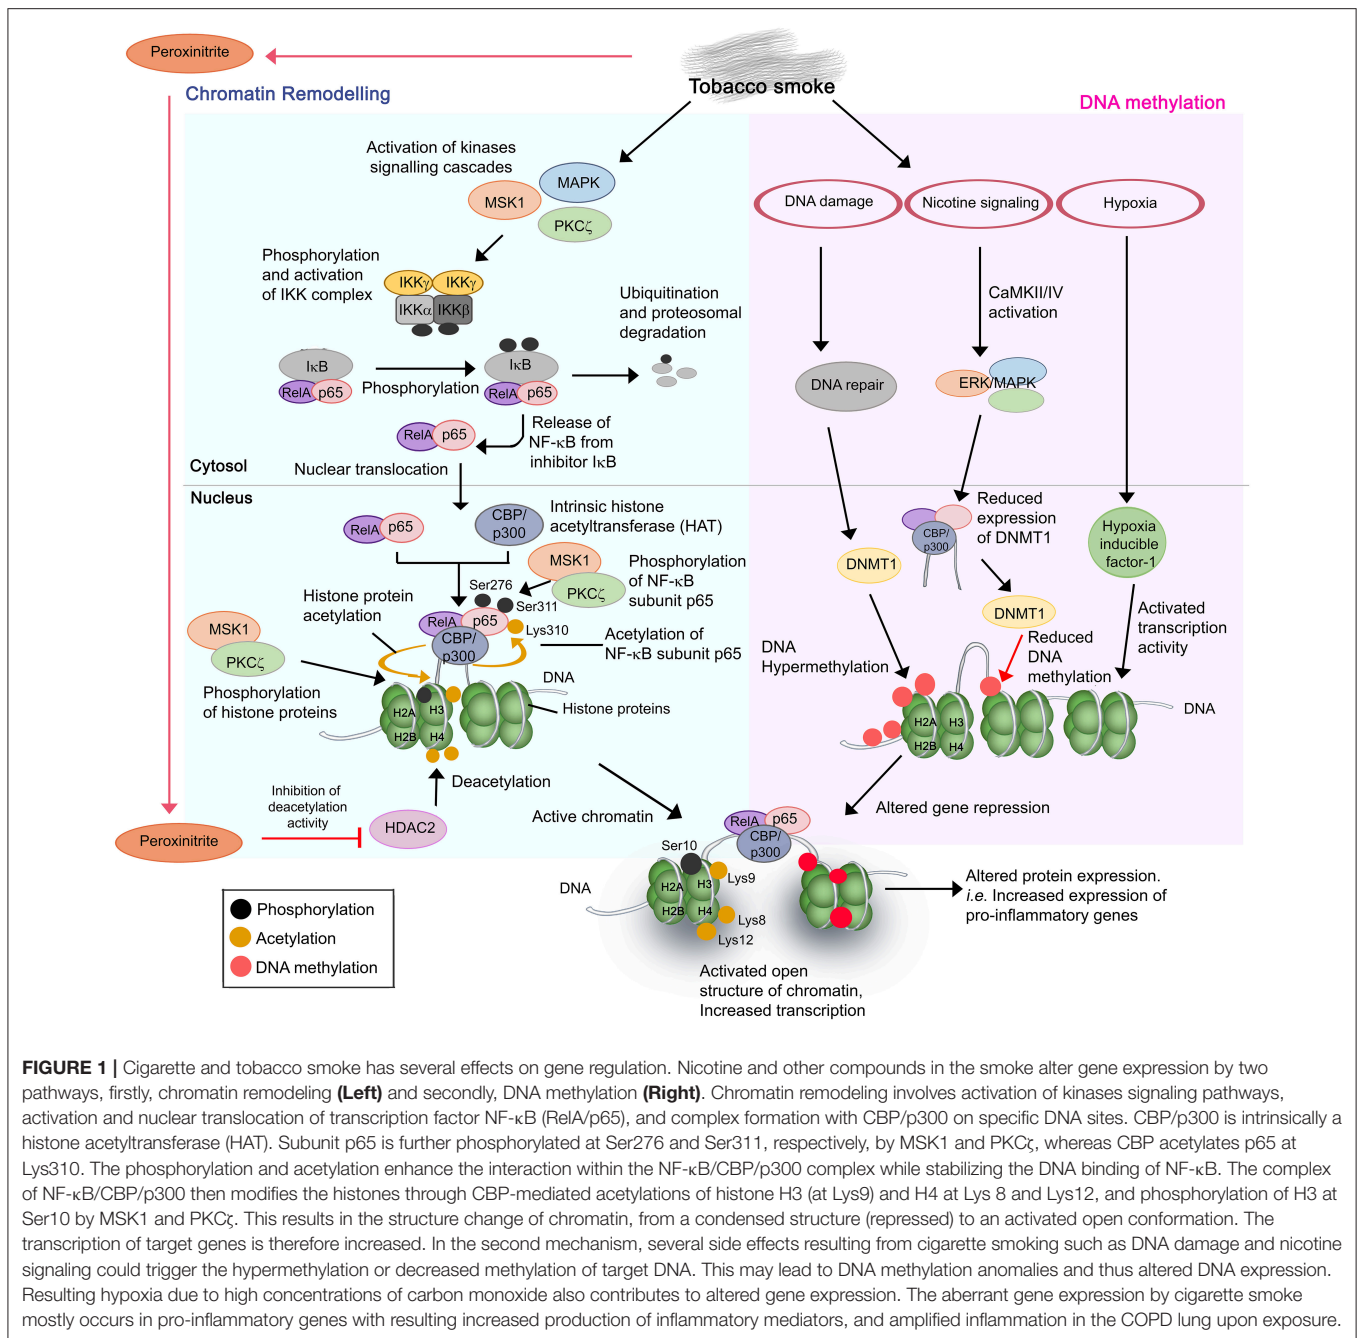 Peroxinitrite
Tobacco smoke
Chromatin Remodelling
DNA methylation
Activation of kinases
signalling cascades
MAPK
MSK1
PKCζ
Phosphorylation
and activation
of IKK complex
IKKγ
IKKγ
IKKα
IKKβ
Ubiquitination
and proteosomal
degradation
IκB
RelA
p65
Phosphorylation
IκB
RelA
p65
Release of
NF-κB from
inhibitor IκB
RelA
p65
Nuclear translocation
Cytosol
Nucleus
RelA
p65
CBP/
p300
Intrinsic histone
acetyltransferase (HAT)
MSK1
PKCζ
Phosphorylation
of NF-κB
subunit p65
Ser276
Ser311
Lys310
Histone protein
acetylation
RelA
p65
CBP/
p300
Acetylation of
NF-κB subunit p65
MSK1
PKCζ
Phosphorylation
of histone proteins
DNA
Histone proteins
H2A
H3
H2B
H4
Deacetylation
Inhibition of
deacetylation
activity
Peroxinitrite
HDAC2
DNA damage
Nicotine signaling
Hypoxia
CaMKII/IV
activation
DNA repair
ERK/MAPK
Reduced
expression
of DNMT1
CBP/
p300
Hypoxia
inducible
factor-1
DNMT1
DNMT1
Activated
transcription
activity
DNA
Hypermethylation
Reduced
DNA
methylation
H2A
H3
H2B
H4
DNA
Altered gene repression
Active chromatin
RelA
p65
CBP/
p300
Ser10
DNA
H2A
H3
H2B
H4
Lys9
Lys8
Lys12
Altered protein expression.
i.e. Increased expression of
pro-inflammatory genes
Activated open
structure of chromatin,
Increased transcription
Phosphorylation
Acetylation
DNA methylation
FIGURE 1 | Cigarette and tobacco smoke has several effects on gene regulation. Nicotine and other compounds in the smoke alter gene expression by two
pathways, firstly, chromatin remodeling (Left) and secondly, DNA methylation (Right). Chromatin remodeling involves activation of kinases signaling pathways,
activation and nuclear translocation of transcription factor NF-κB (RelA/p65), and complex formation with CBP/p300 on specific DNA sites. CBP/p300 is intrinsically a
histone acetyltransferase (HAT). Subunit p65 is further phosphorylated at Ser276 and Ser311, respectively, by MSK1 and PKCζ, whereas CBP acetylates p65 at
Lys310. The phosphorylation and acetylation enhance the interaction within the NF-κB/CBP/p300 complex while stabilizing the DNA binding of NF-κB. The complex
of NF-κB/CBP/p300 then modifies the histones through CBP-mediated acetylations of histone H3 (at Lys9) and H4 at Lys 8 and Lys12, and phosphorylation of H3 at
Ser10 by MSK1 and PKCζ. This results in the structure change of chromatin, from a condensed structure (repressed) to an activated open conformation. The
transcription of target genes is therefore increased. In the second mechanism, several side effects resulting from cigarette smoking such as DNA damage and nicotine
signaling could trigger the hypermethylation or decreased methylation of target DNA. This may lead to DNA methylation anomalies and thus altered DNA expression.
Resulting hypoxia due to high concentrations of carbon monoxide also contributes to altered gene expression. The aberrant gene expression by cigarette smoke
mostly occurs in pro-inflammatory genes with resulting increased production of inflammatory mediators, and amplified inflammation in the COPD lung upon exposure.